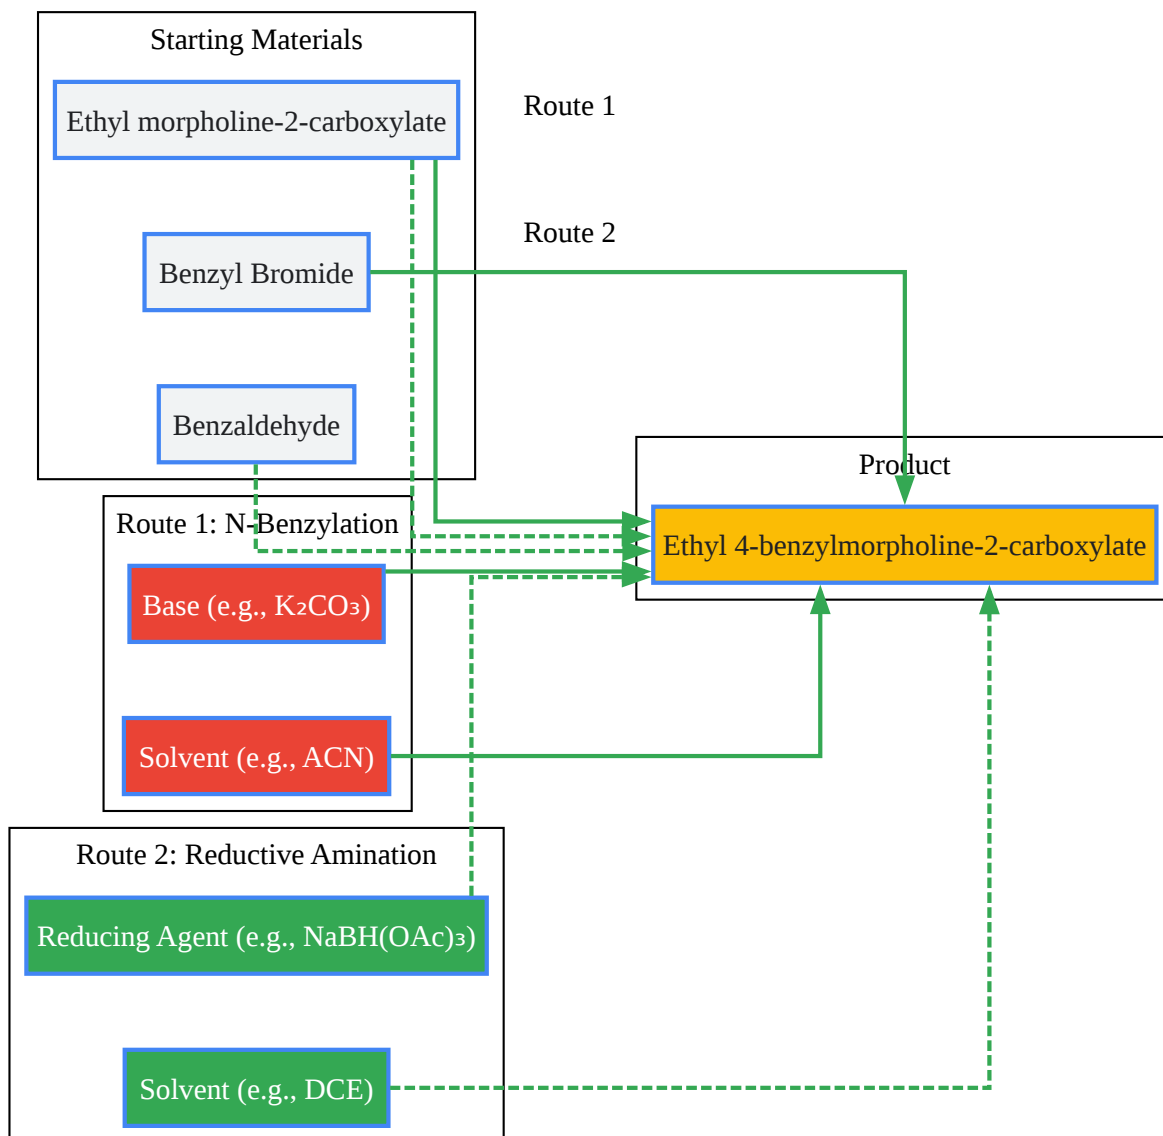 Starting Materials
Ethyl morpholine-2-carboxylate
Route 1
Route 2
Benzyl Bromide
Benzaldehyde
Product
Ethyl 4-benzylmorpholine-2-carboxylate
Route 1: N-Benzylation
Base (e.g., K₂CO₃)
Solvent (e.g., ACN)
Route 2: Reductive Amination
Reducing Agent (e.g., NaBH(OAc)₃)
Solvent (e.g., DCE)